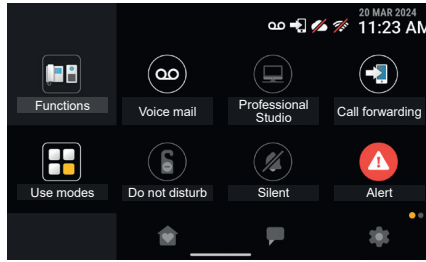 20 MAR 2024
11:23 AM
Functions
Voice mail
Professional
Studio
Call forwarding
Use modes
Do not disturb
Silent
Alert